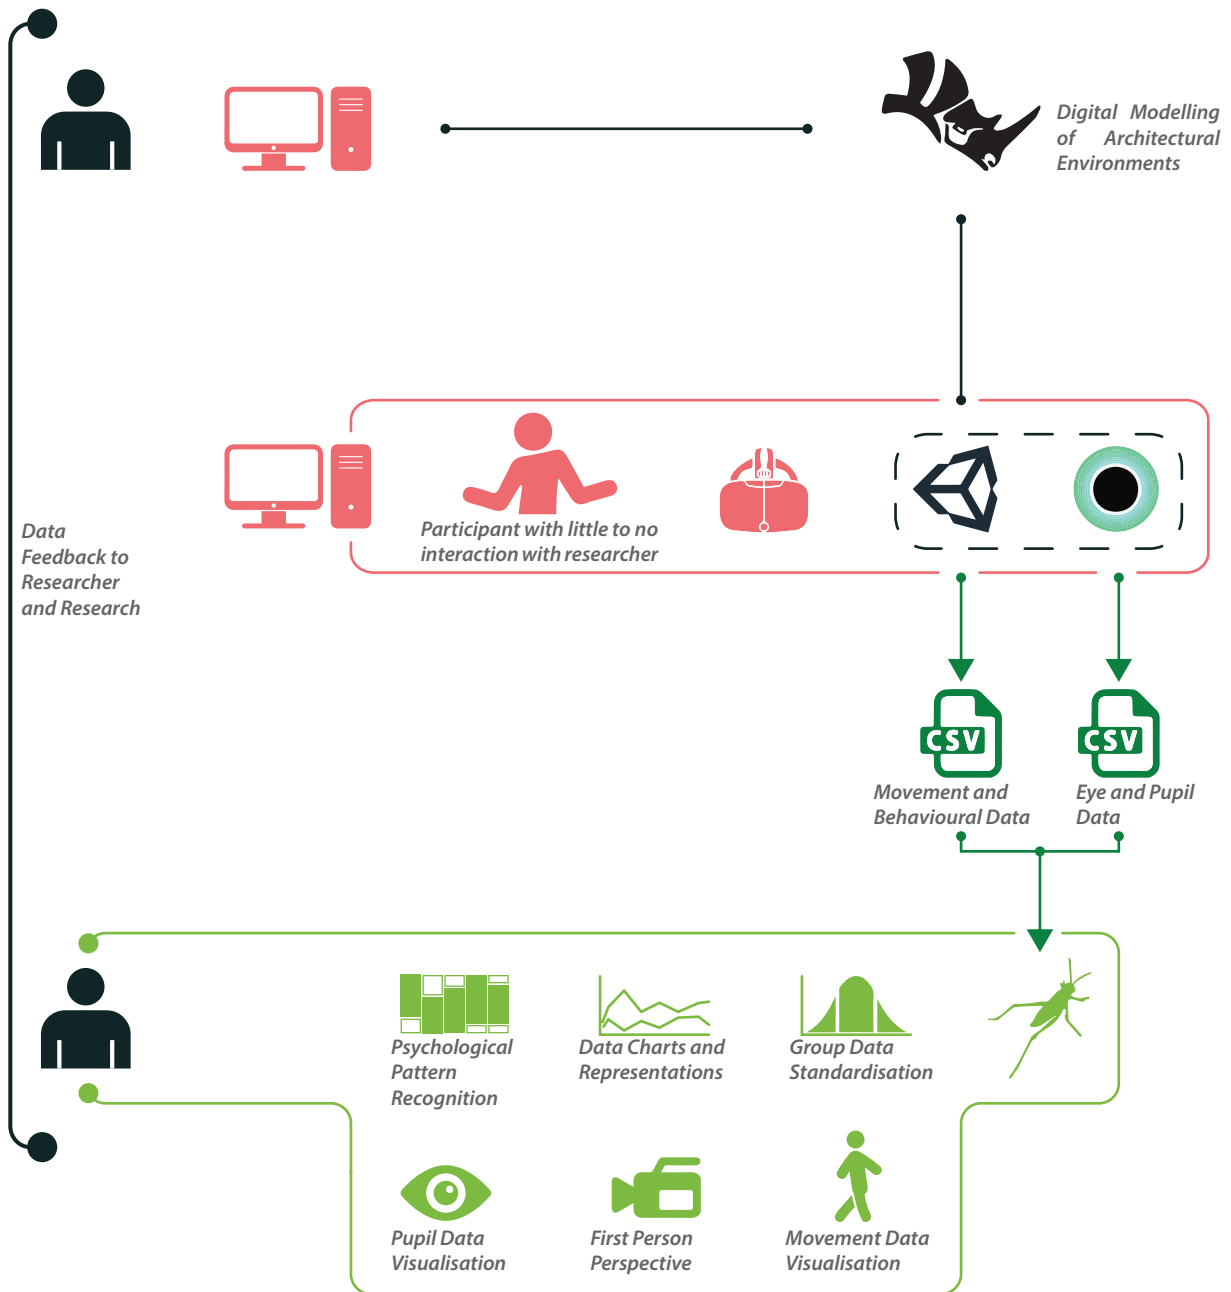 Digital Modelling
of Architectural
Environments
Participant with little to no
interaction with researcher
Data
Feedback to
Researcher
and Research
CSV
CSV
Movement and
Behavioural Data
Eye and Pupil
Data
Psychological
Pattern
Recognition
Data Charts and
Representations
Group Data
Standardisation
Pupil Data
Visualisation
First Person
Perspective
Movement Data
Visualisation